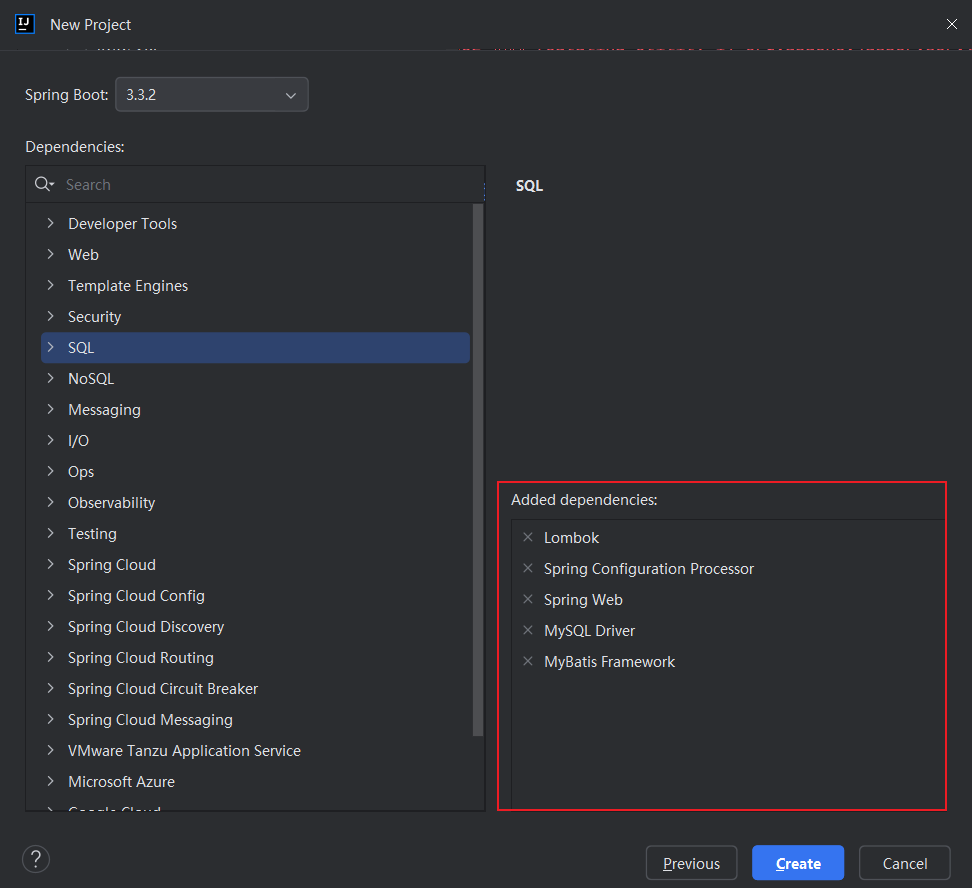 New Project
Spring Boot: 3.3.2
Dependencies:
Search
Developer Tools
Web
Template Engines
Security
SQL
NoSQL
Messaging
I/O
Ops
Observability
Testing
Spring Cloud
Spring Cloud Config
Spring Cloud Discovery
Spring Cloud Routing
Spring Cloud Circuit Breaker
Spring Cloud Messaging
VMware Tanzu Application Service
Microsoft Azure
Google Cloud
SQL
Added dependencies:
Lombok
Spring Configuration Processor
Spring Web
MySQL Driver
MyBatis Framework
?
Previous
Create
Cancel